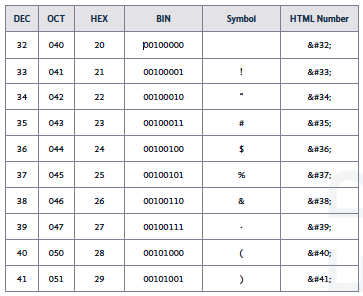 DEC OCT HEX BIN Symbol HTML Number
32 040 20 00100000 &#32;
33 041 21 00100001 ! &#33;
34 042 22 00100010 “ &#34;
35 043 23 00100011 # &#35;
36 044 24 00100100 $ &#36;
37 045 25 00100101 % &#37;
38 046 26 00100110 & &#38;
39 047 27 00100111 · &#39;
40 050 28 00101000 ( &#40;
41 051 29 00101001 ) &#41;